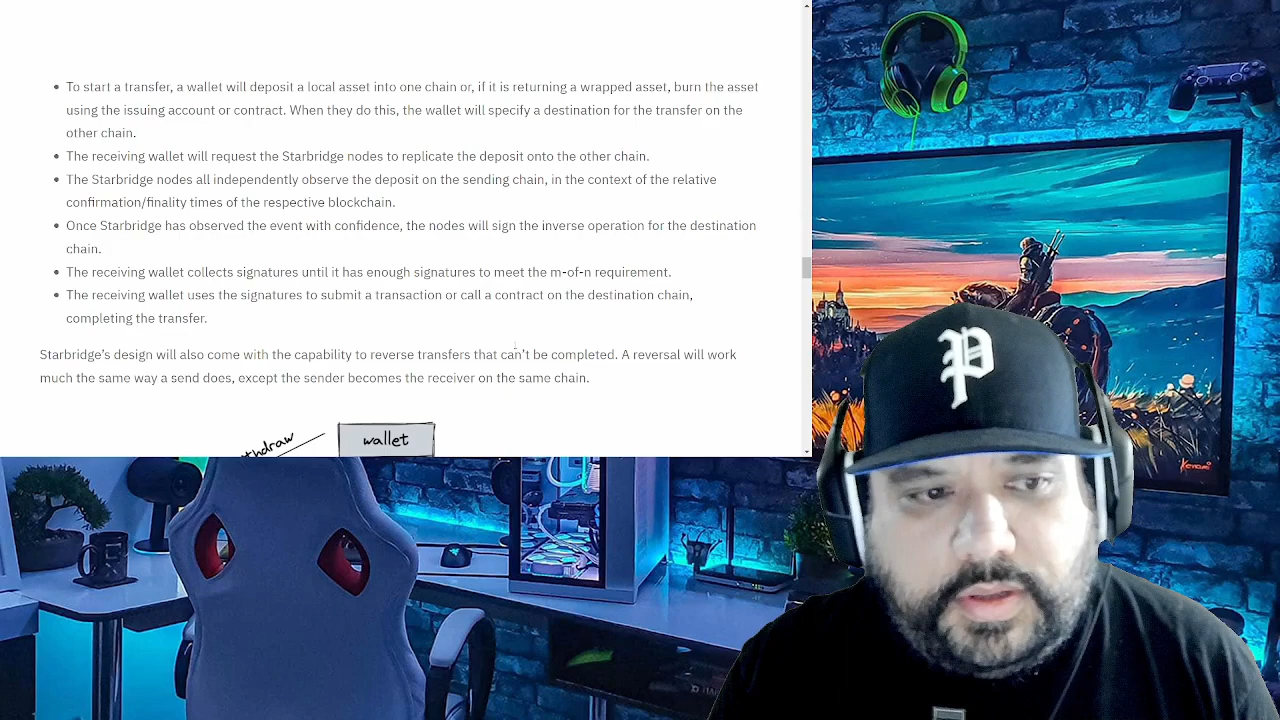 To start a transfer, a wallet will deposit a local asset into one chain or, if it is returning a wrapped asset, burn the asset
using the issuing account or contract. When they do this, the wallet will specify a destination for the transfer on the
other chain.
The receiving wallet will request the Starbridge nodes to replicate the deposit onto the other chain.
The Starbridge nodes all independently observe the deposit on the sending chain, in the context of the relative
confirmation/finality times of the respective blockchain.
Once Starbridge has observed the event with confidence, the nodes will sign the inverse operation for the destination
chain.
The receiving wallet collects signatures until it has enough signatures to meet the m-of-n requirement.
The receiving wallet uses the signatures to submit a transaction or call a contract on the destination chain,
completing the transfer.
Starbridge's design will also come with the capability to reverse transfers that can't be completed. A reversal will work
much the same way a send does, except the sender becomes the receiver on the same chain.
thdraw
wallet
P